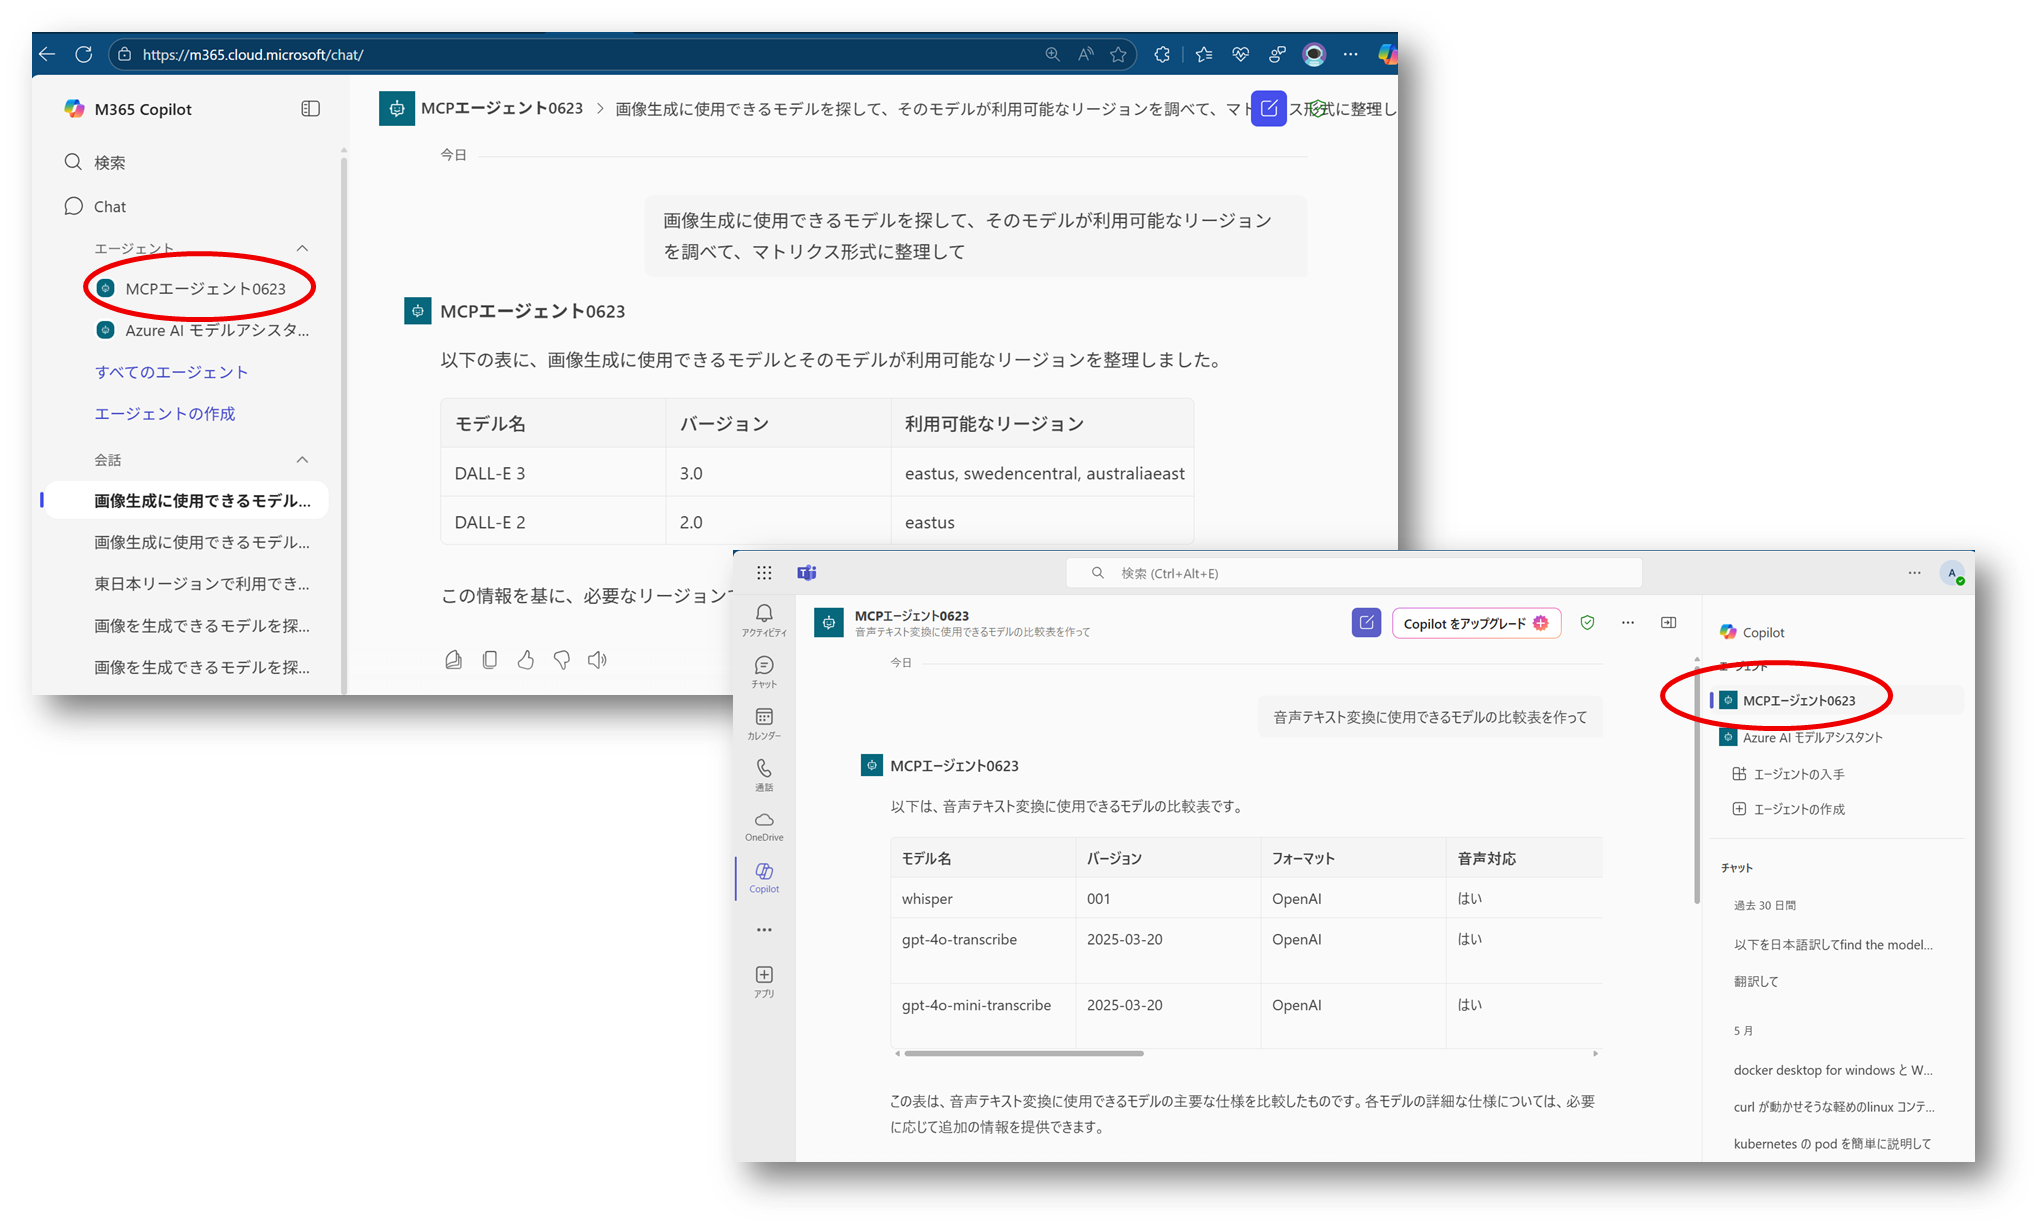 https://m365.cloud.microsoft/chat/
M365 Copilot
検索
Chat
エージェント
MCPエージェント0623
Azure AI モデルアシスタ...
すべてのエージェント
エージェントの作成
会話
画像生成に使用できるモデル...
画像生成に使用できるモデル...
東日本リージョンで利用でき...
画像を生成できるモデルを探...
画像を生成できるモデルを探...
MCPエージェント0623 > 画像生成に使用できるモデルを探して、そのモデルが利用可能なリージョンを調べて、マト ス形式に整理し
今日
画像生成に使用できるモデルを探して、そのモデルが利用可能なリージョン
を調べて、マトリクス形式に整理して
MCPエージェント0623
以下の表に、画像生成に使用できるモデルとそのモデルが利用可能なリージョンを整理しました。
モデル名 バージョン 利用可能なリージョン
DALL-E 3 3.0 eastus, swedencentral, australiaeast
DALL-E 2 2.0 eastus
この情報を基に、必要なリージョン
検索 (Ctrl+Alt+E)
A
アクティビティ
チャット
カレンダー
通話
OneDrive
Copilot
アプリ
MCPエージェント0623
音声テキスト変換に使用できるモデルの比較表を作って
Copilot をアップグレード
今日
音声テキスト変換に使用できるモデルの比較表を作って
MCPエージェント0623
以下は、音声テキスト変換に使用できるモデルの比較表です。
モデル名 バージョン フォーマット 音声対応
whisper 001 OpenAI はい
gpt-4o-transcribe 2025-03-20 OpenAI はい
gpt-4o-mini-transcribe 2025-03-20 OpenAI はい
この表は、音声テキスト変換に使用できるモデルの主要な仕様を比較したものです。各モデルの詳細な仕様については、必要
に応じて追加の情報を提供できます。
Copilot
エージェント
MCPエージェント0623
Azure AI モデルアシスタント
エージェントの入手
エージェントの作成
チャット
過去 30 日間
以下を日本語訳してfind the model...
翻訳して
5 月
docker desktop for windows と W...
curl が動かせそうな軽めのlinux コンテ...
kubernetes の pod を簡単に説明して